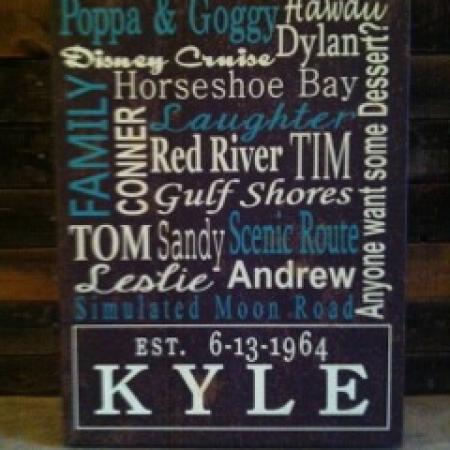 Poppa & Goggy
Hawaii
Dylan
Disney Cruise
Horseshoe Bay
FAMILY
CONNER
Laughter
Red River
TIM
Gulf Shores
TOM
Sandy
Scenic Route
Leslie
Andrew
Anyone want some Dessert?
Simulated Moon Road
EST. 6-13-1964
KYLE